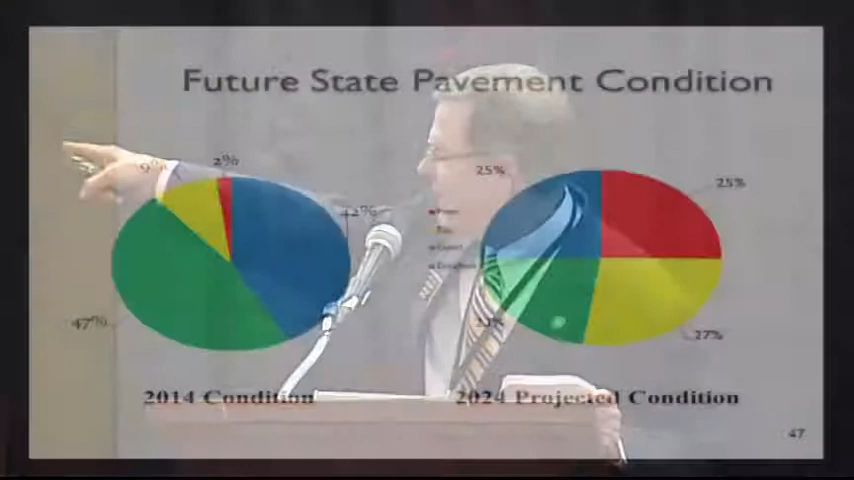 Future State Pavement Condition
9%
2%
42%
25%
25%
47%
27%
2014 Condition
2024 Projected Condition
47